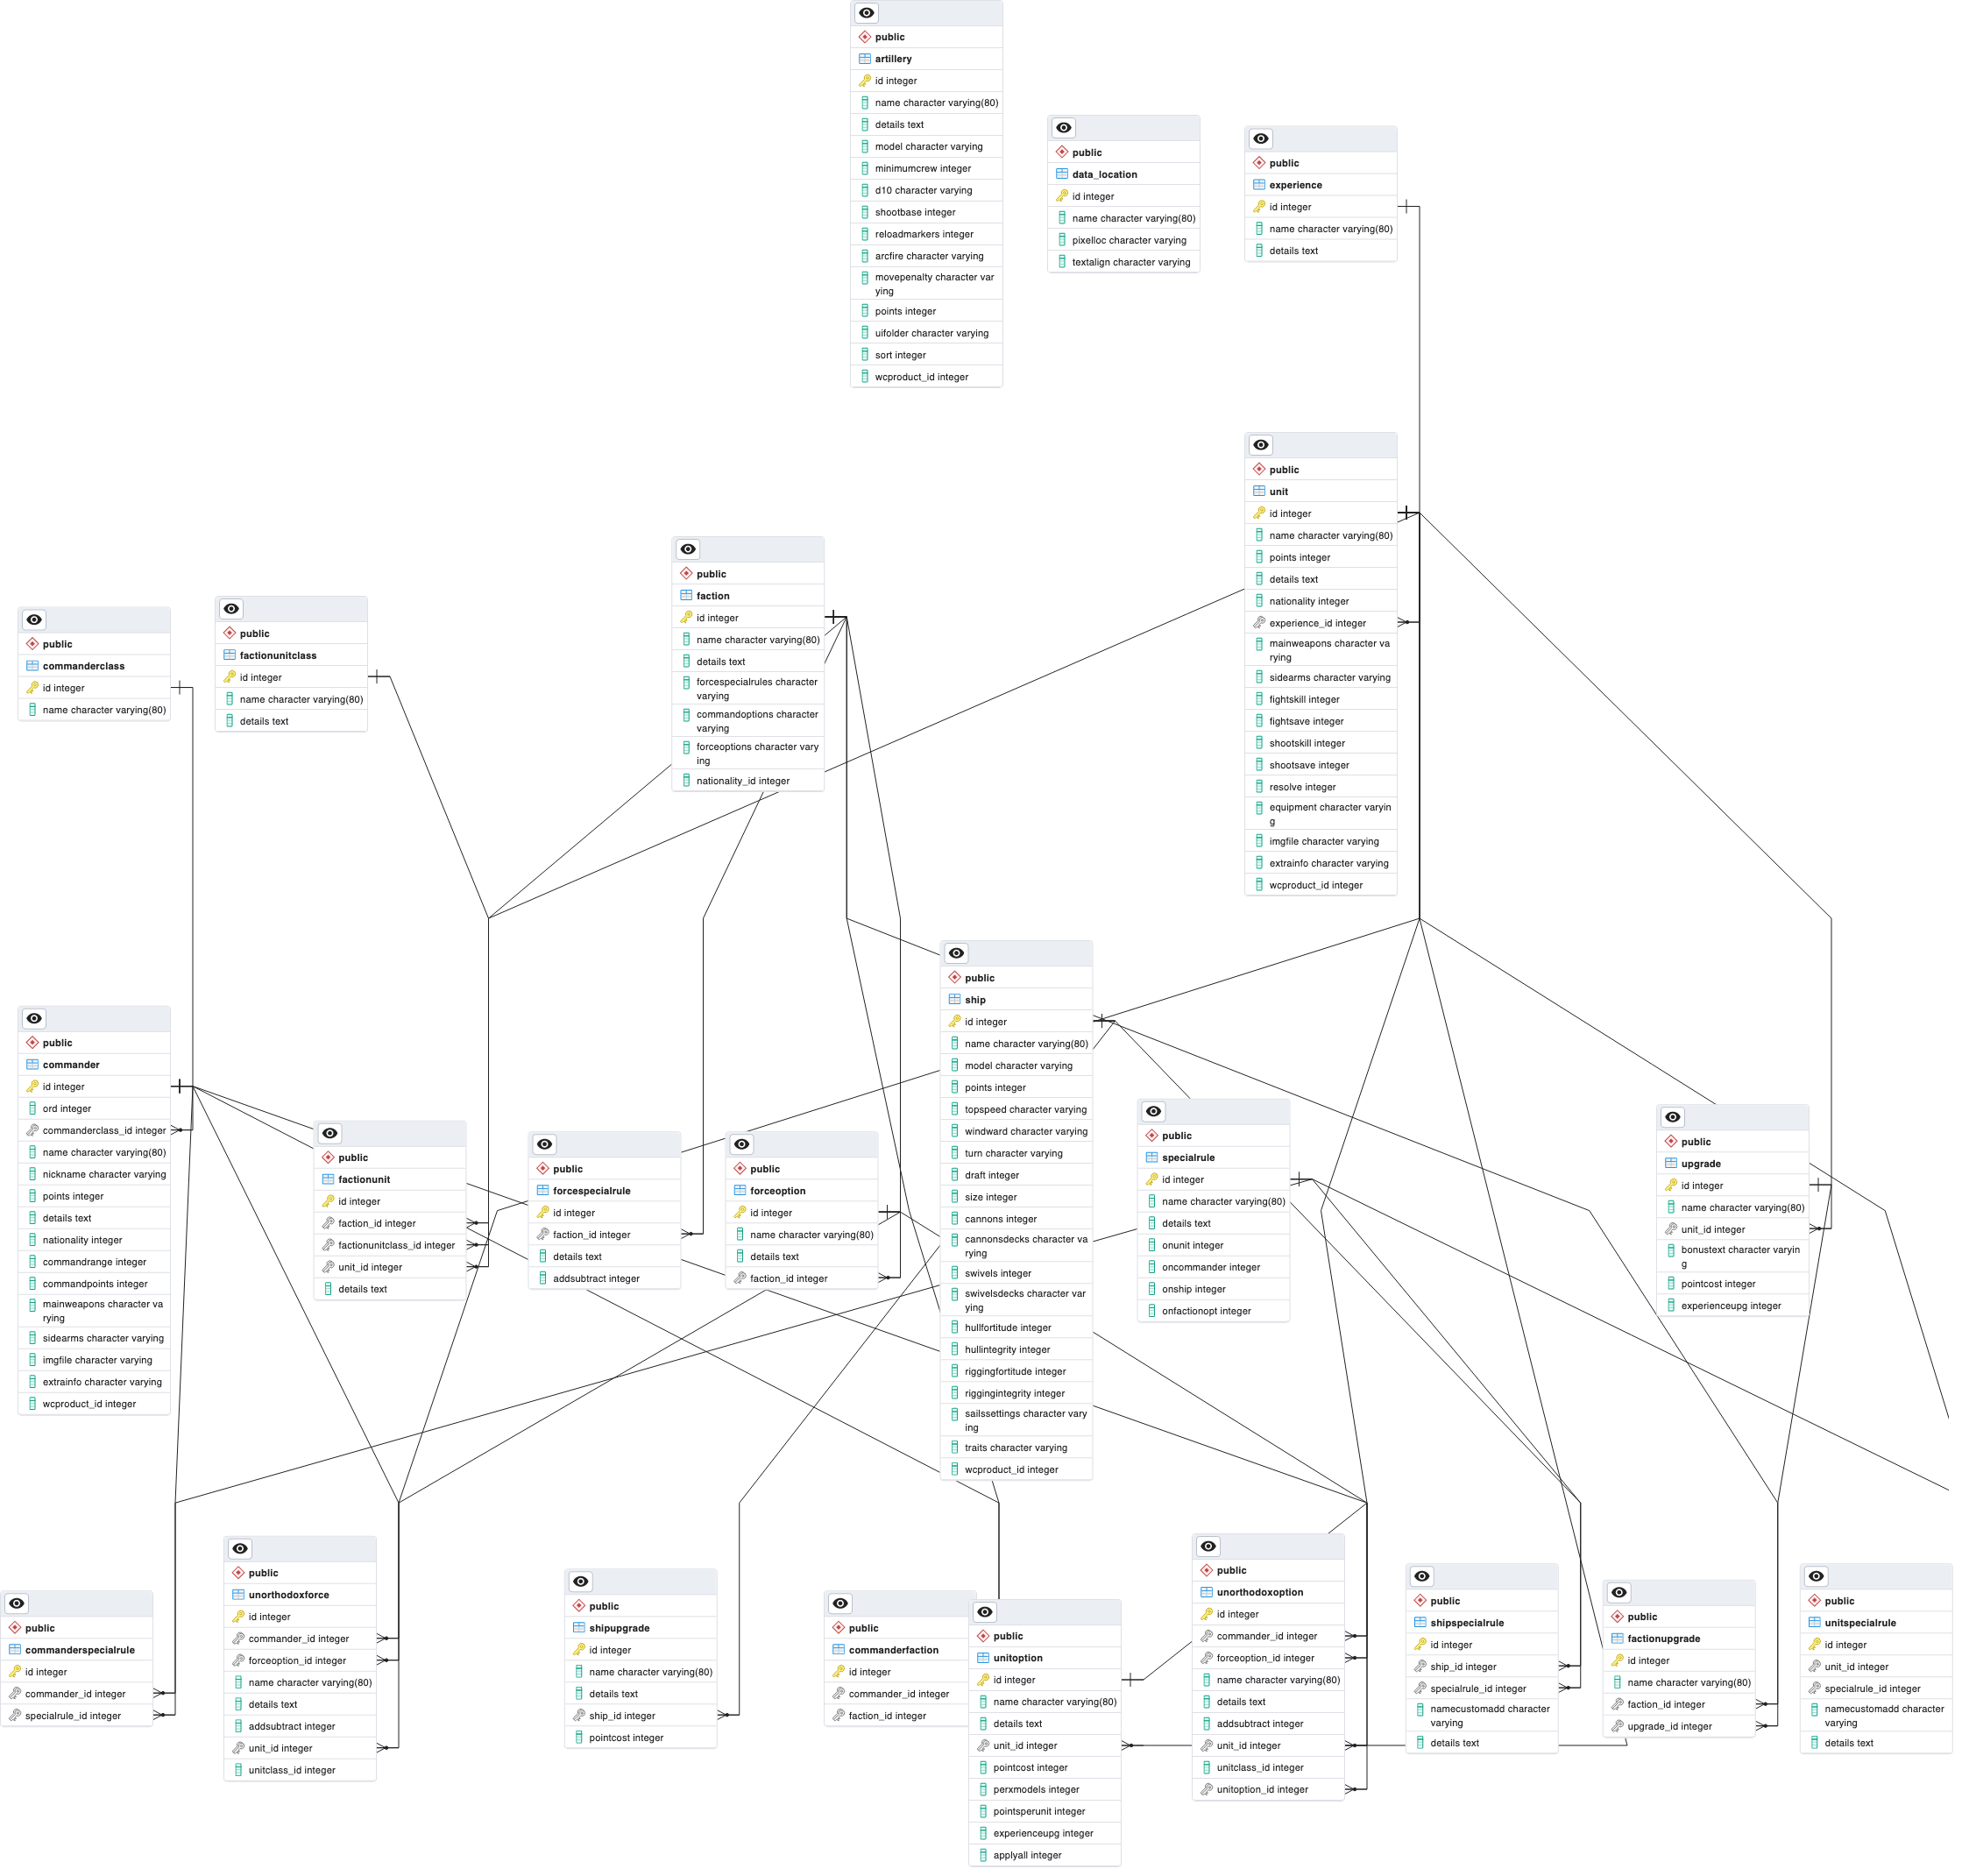 public
artillery
id integer
name character varying(80)
details text
model character varying
minimumcrew integer
d10 character varying
shootbase integer
reloadmarkers integer
arcfire character varying
movepenalty character var
ying
points integer
uifolder character varying
sort integer
wcproduct_id integer
public
data_location
id integer
name character varying(80)
pixelloc character varying
textalign character varying
public
experience
id integer
name character varying(80)
details text
public
unit
id integer
name character varying(80)
points integer
details text
nationality integer
experience_id integer
mainweapons character va
rying
sidearms character varying
fightskill integer
fightsave integer
shootskill integer
shootsave integer
resolve integer
equipment character varyin
g
imgfile character varying
extrainfo character varying
wcproduct_id integer
public
faction
id integer
name character varying(80)
details text
forcespecialrules character
varying
commandoptions character
varying
forceoptions character vary
ing
nationality_id integer
public
commanderclass
id integer
name character varying(80)
public
factionunitclass
id integer
name character varying(80)
details text
public
ship
id integer
name character varying(80)
model character varying
points integer
topspeed character varying
windward character varying
turn character varying
draft integer
size integer
cannons integer
cannonsdecks character va
rying
swivels integer
swivelsdecks character var
ying
hullfortitude integer
hullintegrity integer
riggingfortitude integer
riggingintegrity integer
sailssettings character vary
ing
traits character varying
wcproduct_id integer
public
commander
id integer
ord integer
commanderclass_id integer
name character varying(80)
nickname character varying
points integer
details text
nationality integer
commandrange integer
commandpoints integer
mainweapons character va
rying
sidearms character varying
imgfile character varying
extrainfo character varying
wcproduct_id integer
public
factionunit
id integer
faction_id integer
factionunitclass_id integer
unit_id integer
details text
public
forcespecialrule
id integer
faction_id integer
details text
addsubtract integer
public
forceoption
id integer
name character varying(80)
details text
faction_id integer
public
specialrule
id integer
name character varying(80)
details text
onunit integer
oncommander integer
onship integer
onfactionopt integer
public
upgrade
id integer
name character varying(80)
unit_id integer
bonustext character varyin
g
pointcost integer
experienceupg integer
public
commanderspecialrule
id integer
commander_id integer
specialrule_id integer
public
unorthodoxforce
id integer
commander_id integer
forceoption_id integer
name character varying(80)
details text
addsubtract integer
unit_id integer
unitclass_id integer
public
shipupgrade
id integer
name character varying(80)
details text
ship_id integer
pointcost integer
public
commanderfaction
id integer
commander_id integer
faction_id integer
public
unitoption
id integer
name character varying(80)
details text
unit_id integer
pointcost integer
perxmodels integer
pointsperunit integer
experienceupg integer
applyall integer
public
unorthodoxoption
id integer
commander_id integer
forceoption_id integer
name character varying(80)
details text
addsubtract integer
unit_id integer
unitclass_id integer
unitoption_id integer
public
shipspecialrule
id integer
ship_id integer
specialrule_id integer
namecustomadd character
varying
details text
public
factionupgrade
id integer
name character varying(80)
faction_id integer
upgrade_id integer
public
unitspecialrule
id integer
unit_id integer
specialrule_id integer
namecustomadd character
varying
details text